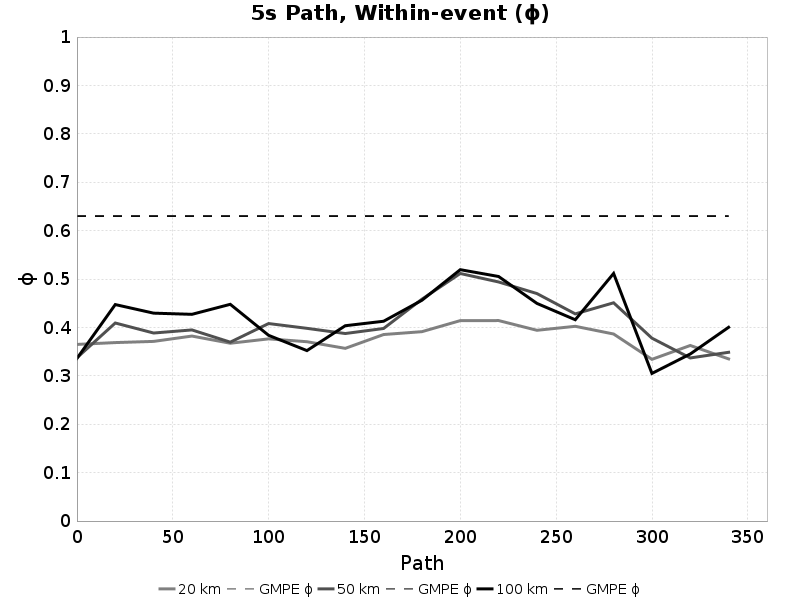 5s Path, Within-event (ϕ)
1
0.9
0.8
0.7
0.6
0.5
0.4
0.3
0.2
0.1
0
ϕ
0 50 100 150 200 250 300 350
Path
20 km GMPE ϕ 50 km GMPE ϕ 100 km GMPE ϕ